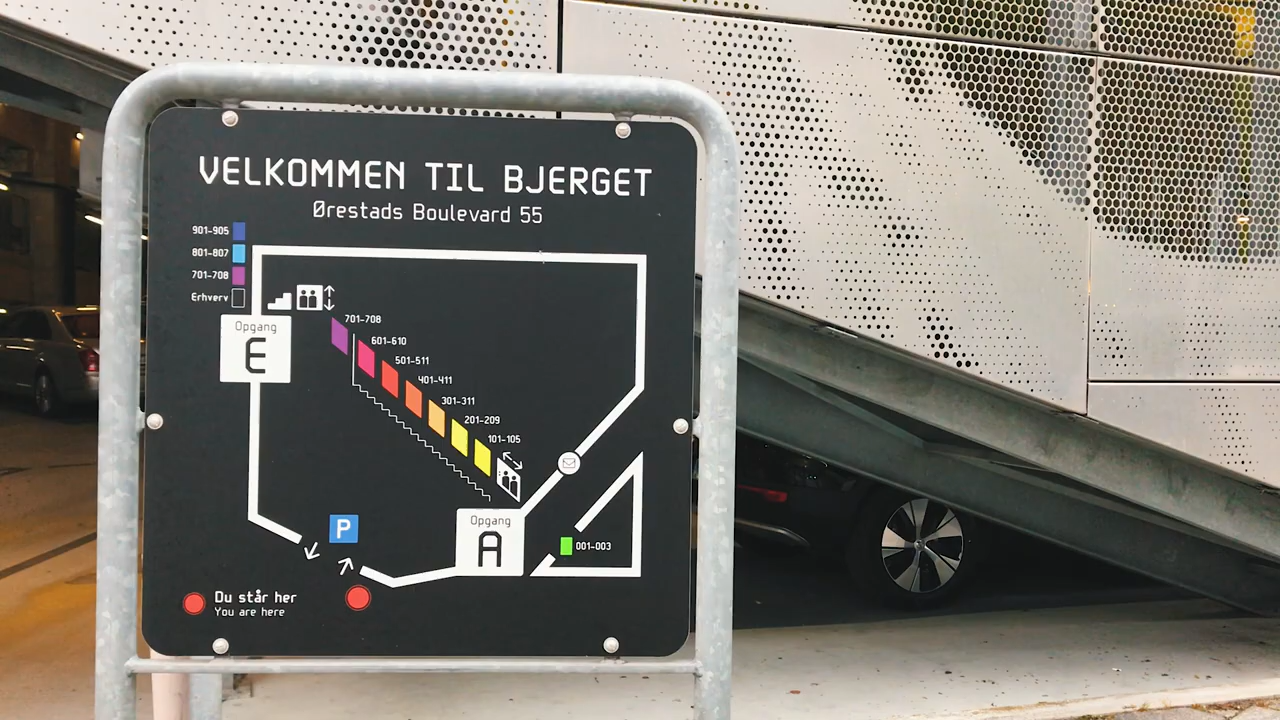 VELKOMMEN TIL BJERGET
Ørestads Boulevard 55
901-905
801-807
701-708
Erhverv
Opgang
E
701-708
601-610
501-511
401-411
301-311
201-209
101-105
P
Opgang
A
001-003
Du står her
You are here